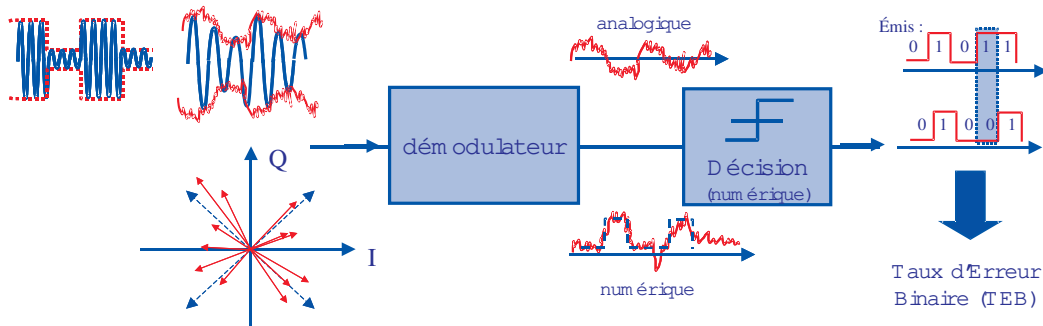 analogique
Émis :
0 1 0 1 1
0 1 0 0 1
Q
démodulateur
Décision
(numérique)
I
numérique
Taux d'Erreur
Binaire (TEB)